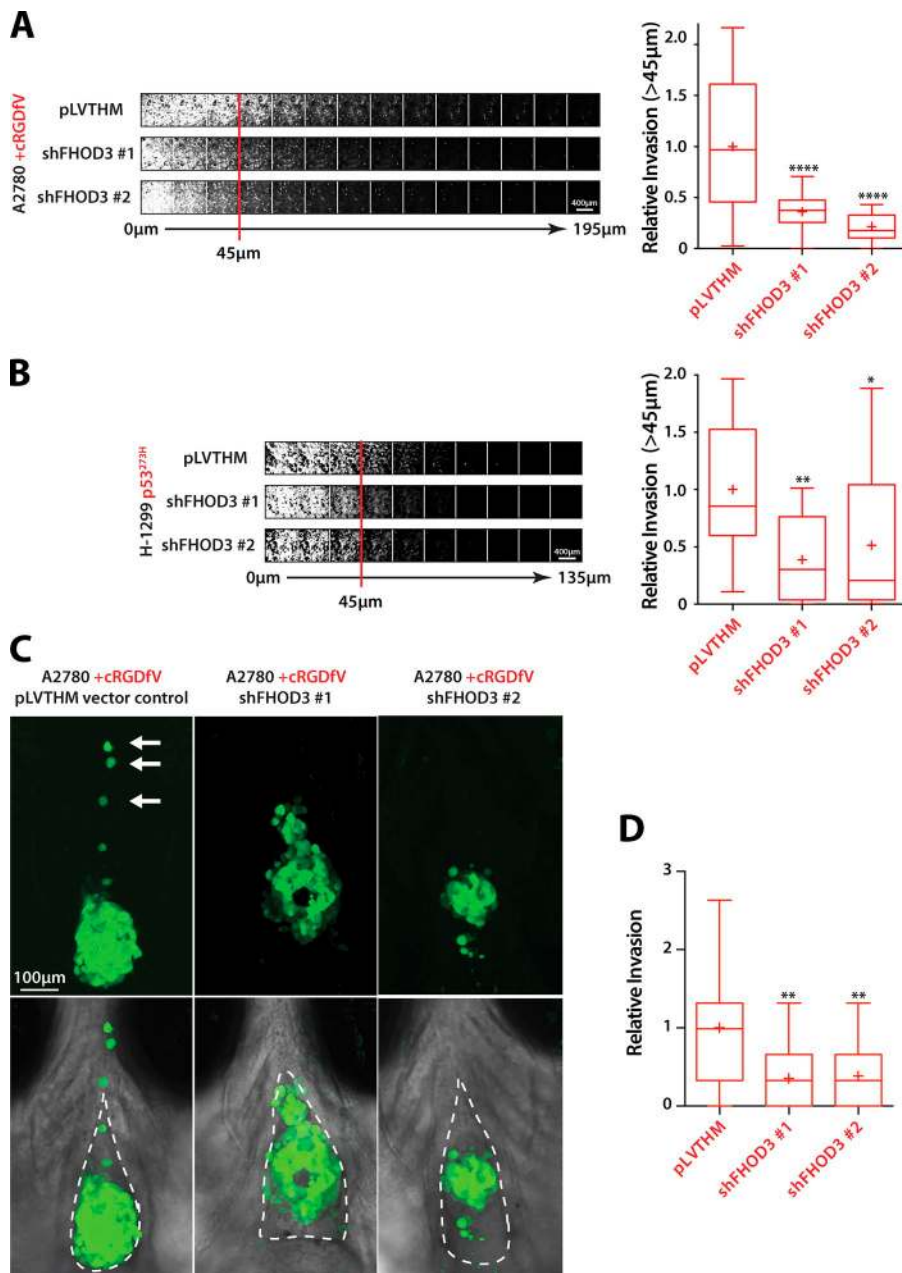 A
A2780 +cRGDfV
pLVTHM
shFHOD3 #1
shFHOD3 #2
400µm
0µm
195µm
45µm
Relative Invasion (>45µm)
2.0
1.5
1.0
0.5
0
****
****
pLVTHM
shFHOD3 #1
shFHOD3 #2
B
H-1299 p53²⁷³ᴴ
pLVTHM
shFHOD3 #1
shFHOD3 #2
400µm
0µm
135µm
45µm
Relative Invasion (>45µm)
2.0
1.5
1.0
0.5
0
**
*
pLVTHM
shFHOD3 #1
shFHOD3 #2
C
A2780 +cRGDfV
pLVTHM vector control
A2780 +cRGDfV
shFHOD3 #1
A2780 +cRGDfV
shFHOD3 #2
100µm
D
Relative Invasion
3
2
1
0
**
**
pLVTHM
shFHOD3 #1
shFHOD3 #2